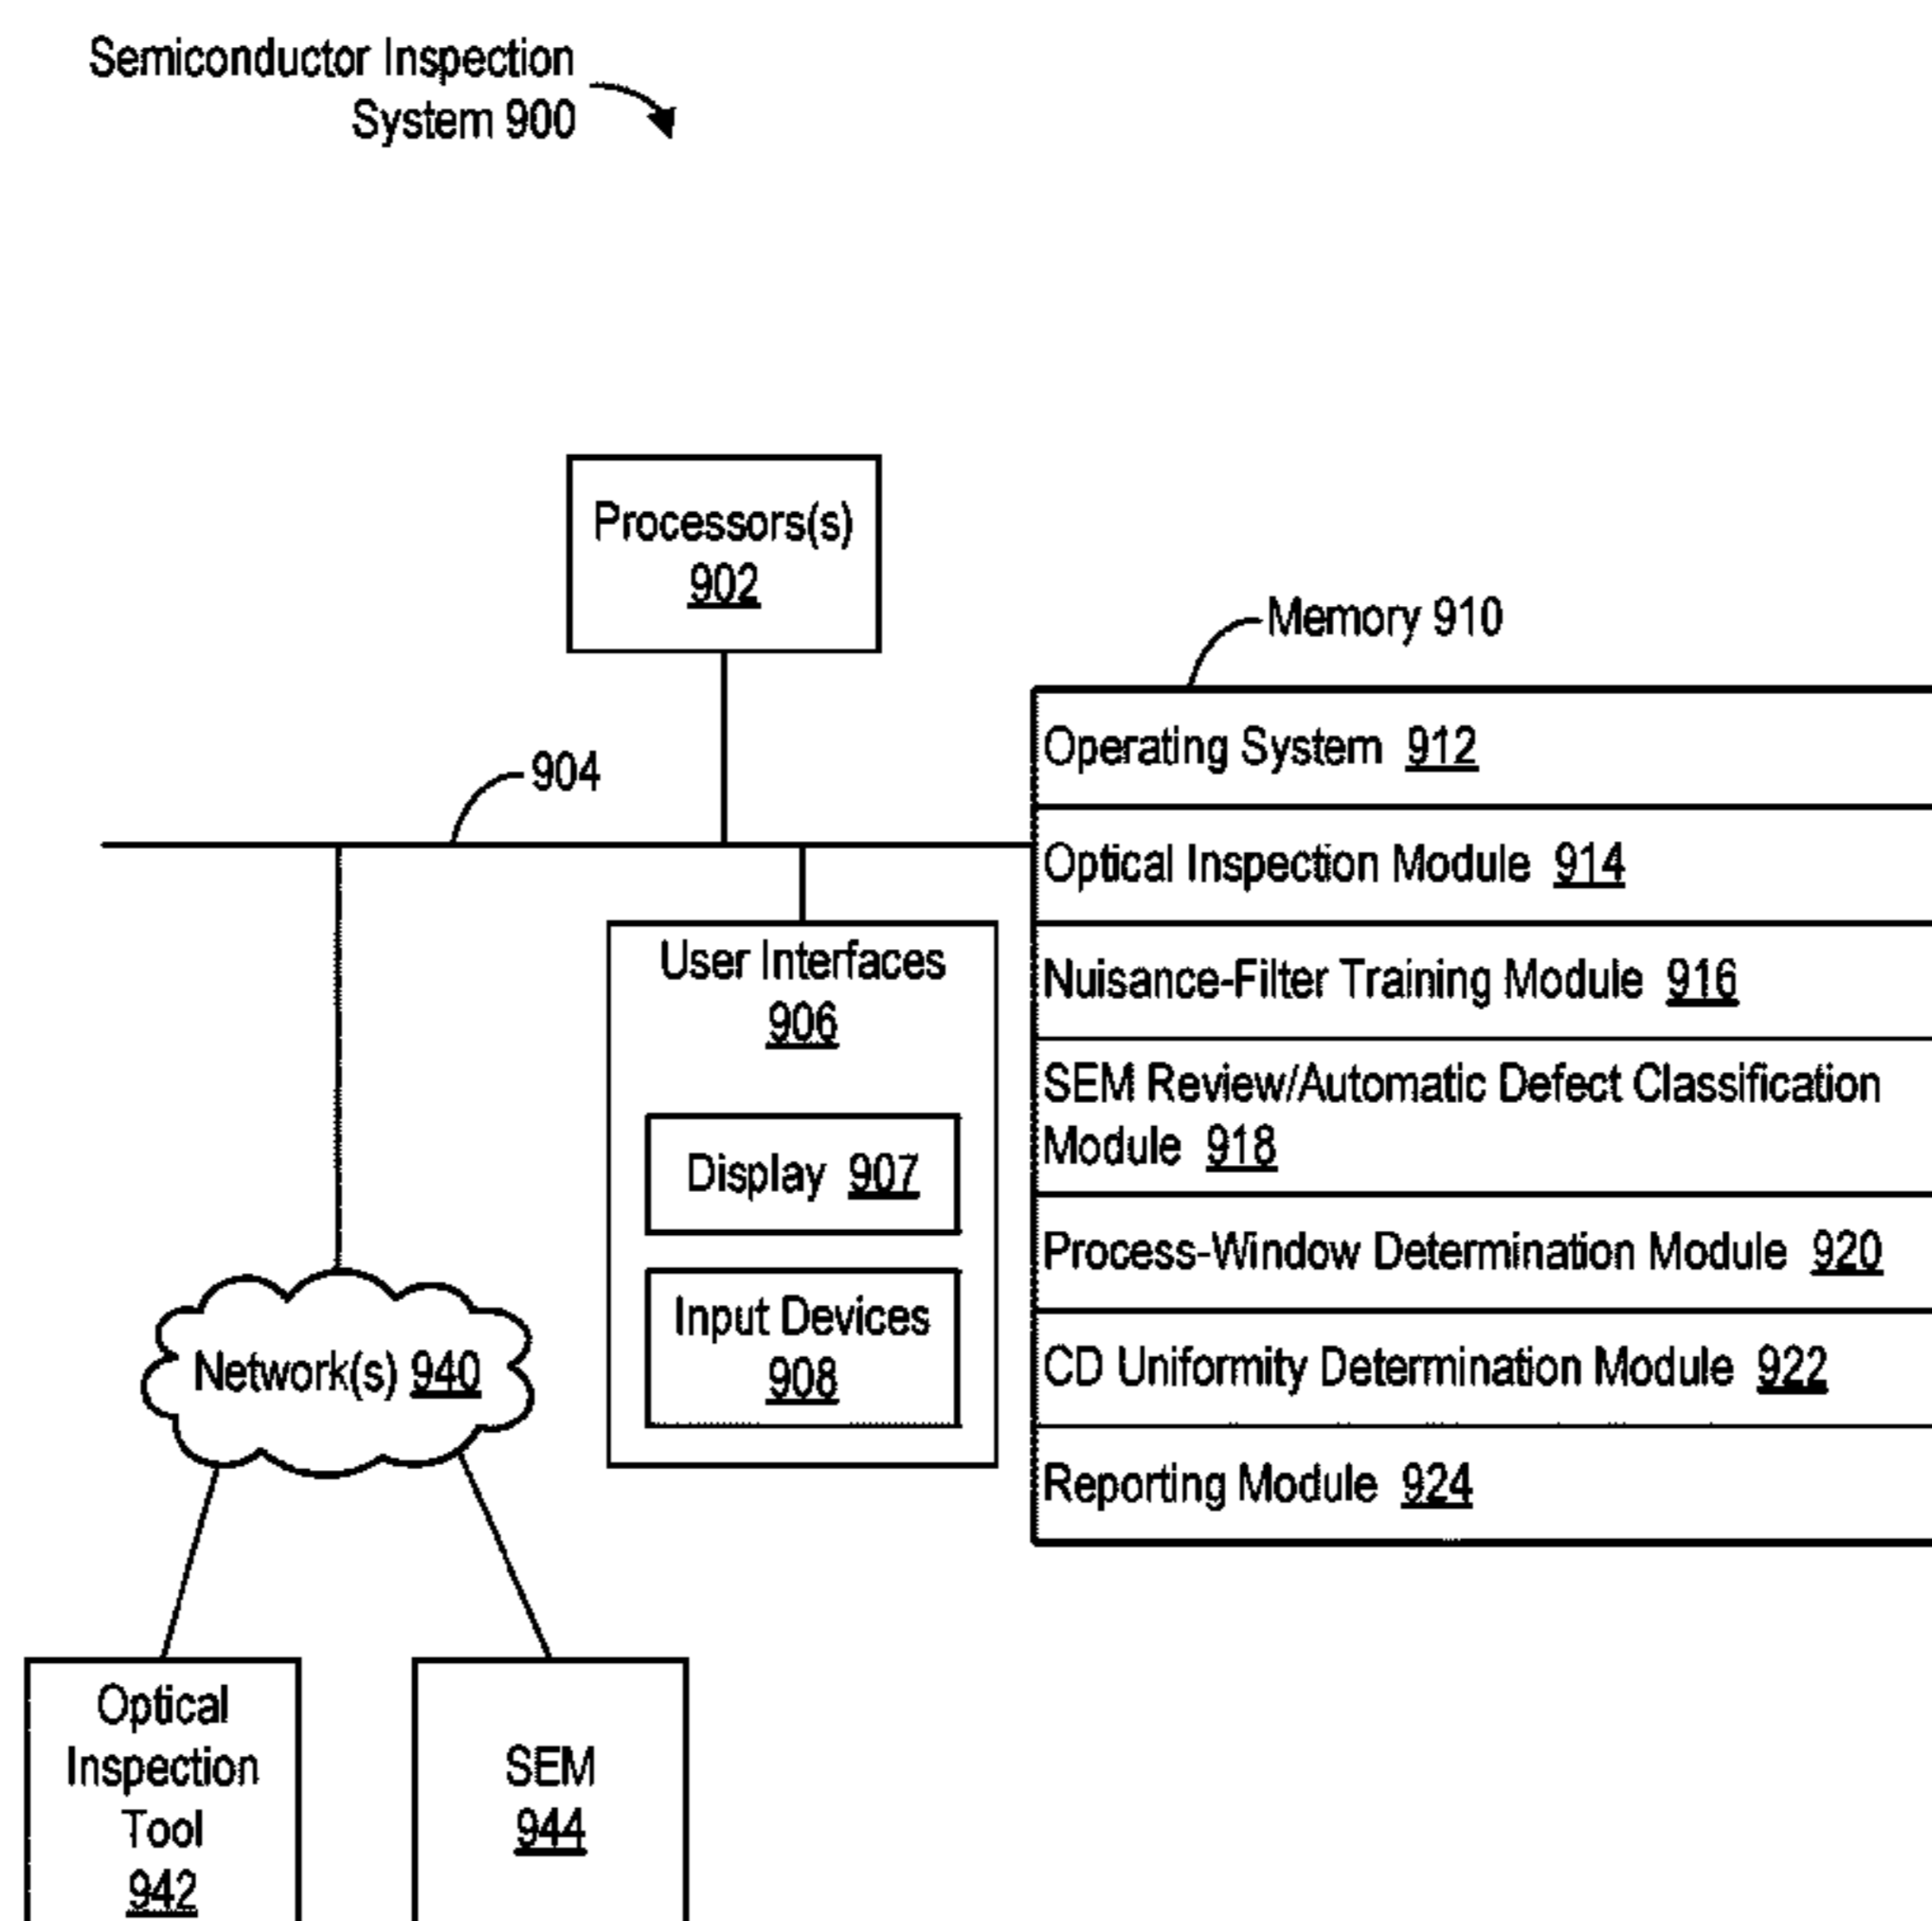 Semiconductor Inspection
System 900
Processors(s)
902
Memory 910
904
Operating System 912
Optical Inspection Module 914
Nuisance-Filter Training Module 916
SEM Review/Automatic Defect Classification
Module 918
Process-Window Determination Module 920
CD Uniformity Determination Module 922
Reporting Module 924
User Interfaces
906
Display 907
Input Devices
908
Network(s) 940
Optical
Inspection
Tool
942
SEM
944